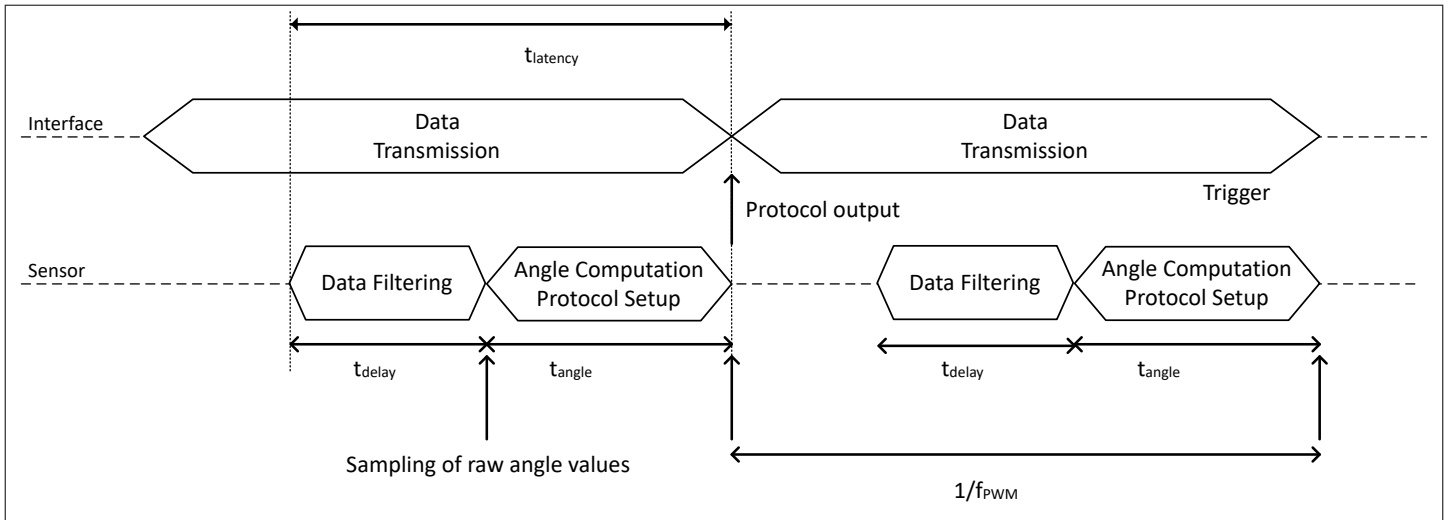 tlatency
Interface
Data
Transmission
Data
Transmission
Trigger
Protocol output
Sensor
Data Filtering
Angle Computation
Protocol Setup
Data Filtering
Angle Computation
Protocol Setup
tdelay
tangle
tdelay
tangle
Sampling of raw angle values
1/fPWM